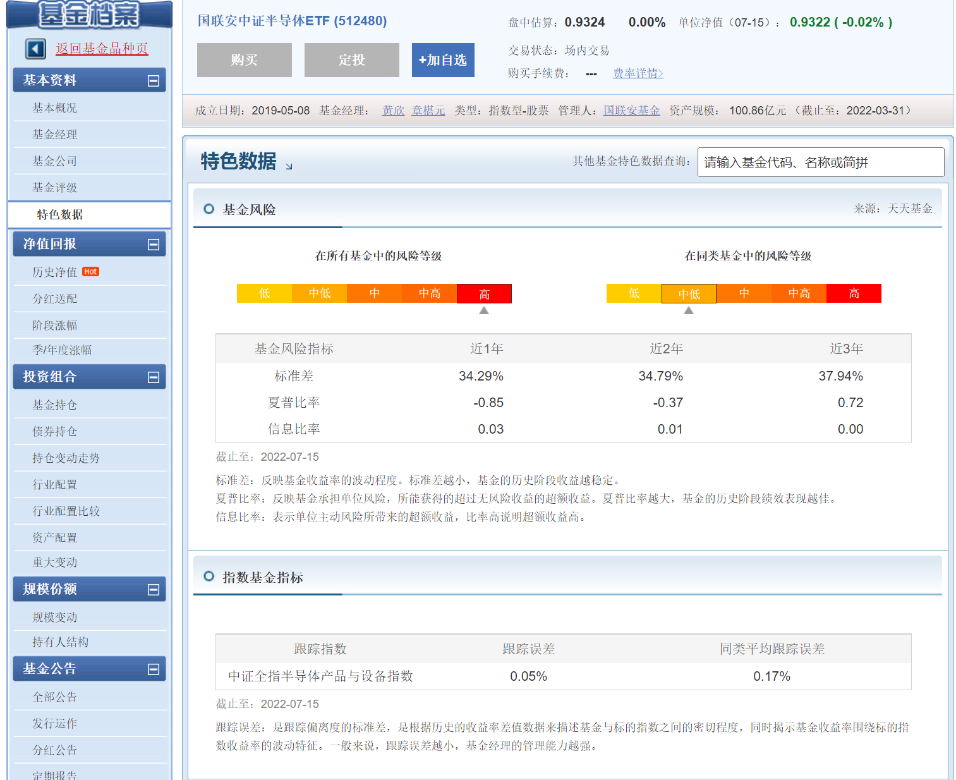 基金档案
返回基金品种页
基本资料
基本概况
基金经理
基金公司
基金评级
特色数据
净值回报
历史净值 Hot
分红送配
阶段涨幅
季/年度涨幅
投资组合
基金持仓
债券持仓
持仓变动走势
行业配置
行业配置比较
资产配置
重大变动
规模份额
规模变动
持有人结构
基金公告
全部公告
发行运作
分红公告
定期报告
国联安中证半导体ETF (512480)
购买 定投 +加自选
盘中估算：0.9324 0.00% 单位净值（07-15）：0.9322 ( -0.02% )
交易状态：场内交易
购买手续费： --- 费率详情>
成立日期：2019-05-08 基金经理： 黄欣 章椹元 类型：指数型-股票 管理人：国联安基金 资产规模： 100.86亿元 （截止至：2022-03-31）
特色数据 其他基金特色数据查询： 请输入基金代码、名称或简拼
基金风险 来源：天天基金
在所有基金中的风险等级 在同类基金中的风险等级
低 中低 中 中高 高 低 中低 中 中高 高
基金风险指标 近1年 近2年 近3年
标准差 34.29% 34.79% 37.94%
夏普比率 -0.85 -0.37 0.72
信息比率 0.03 0.01 0.00
截止至：2022-07-15
标准差：反映基金收益率的波动程度。标准差越小，基金的历史阶段收益越稳定。
夏普比率：反映基金承担单位风险，所能获得的超过无风险收益的超额收益。夏普比率越大，基金的历史阶段绩效表现越佳。
信息比率：表示单位主动风险所带来的超额收益，比率高说明超额收益高。
指数基金指标
跟踪指数 跟踪误差 同类平均跟踪误差
中证全指半导体产品与设备指数 0.05% 0.17%
截止至：2022-07-15
跟踪误差：是跟踪偏离度的标准差，是根据历史的收益率差值数据来描述基金与标的指数之间的密切程度，同时揭示基金收益率围绕标的指
数收益率的波动特征。一般来说，跟踪误差越小，基金经理的管理能力越强。